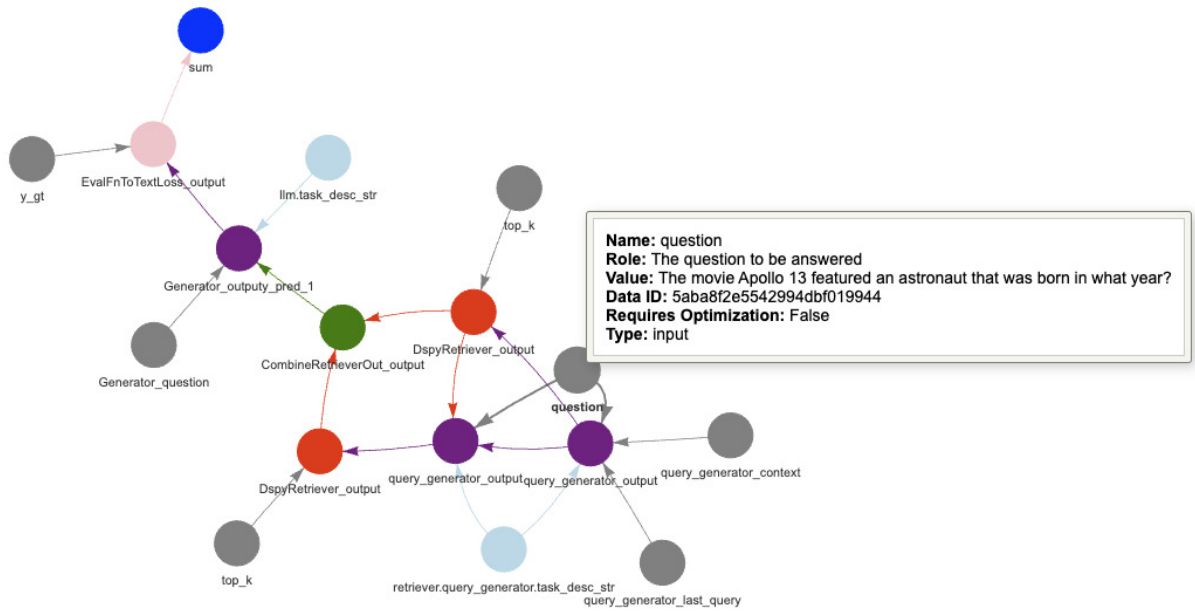 sum
y_gt
EvalFnToTextLoss_output
llm.task_desc_str
top_k
Generator_outputy_pred_1
Name: question
Role: The question to be answered
Value: The movie Apollo 13 featured an astronaut that was born in what year?
Data ID: 5aba8f2e5542994dbf019944
Requires Optimization: False
Type: input
DspyRetriever_output
CombineRetrieverOut_output
Generator_question
question
query_generator_output
query_generator_output
query_generator_context
DspyRetriever_output
top_k
retriever.query_generator.task_desc_str
query_generator_last_query